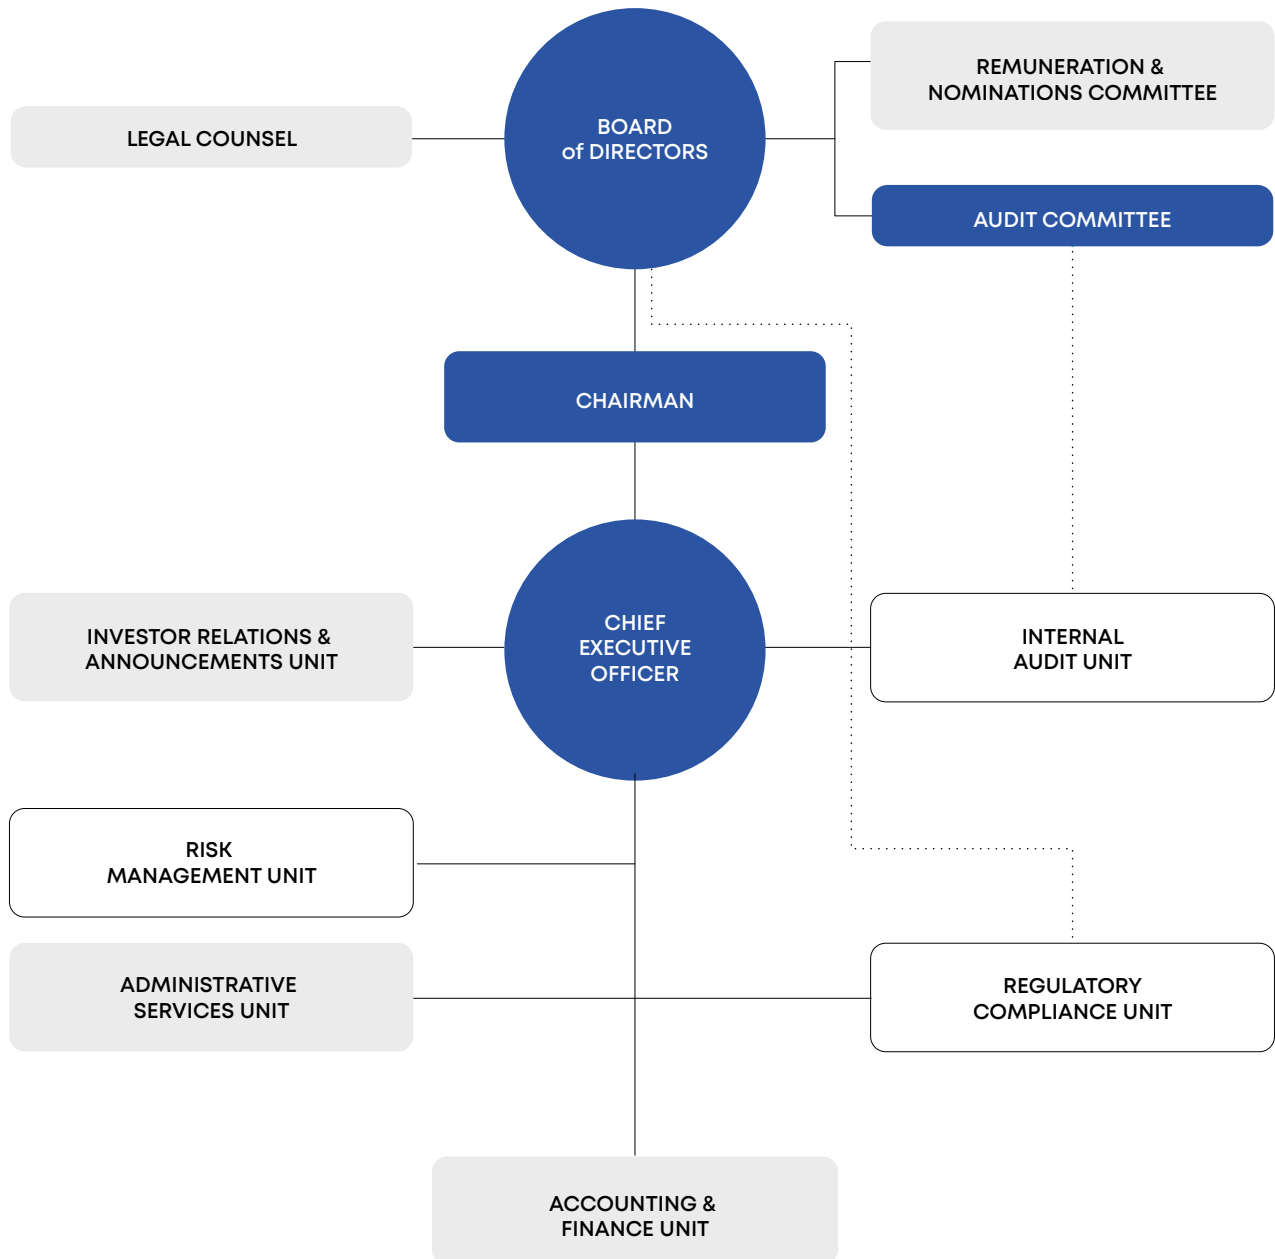 REMUNERATION &
NOMINATIONS COMMITTEE
LEGAL COUNSEL
BOARD
of DIRECTORS
AUDIT COMMITTEE
CHAIRMAN
INVESTOR RELATIONS &
ANNOUNCEMENTS UNIT
CHIEF
EXECUTIVE
OFFICER
INTERNAL
AUDIT UNIT
RISK
MANAGEMENT UNIT
ADMINISTRATIVE
SERVICES UNIT
REGULATORY
COMPLIANCE UNIT
ACCOUNTING &
FINANCE UNIT